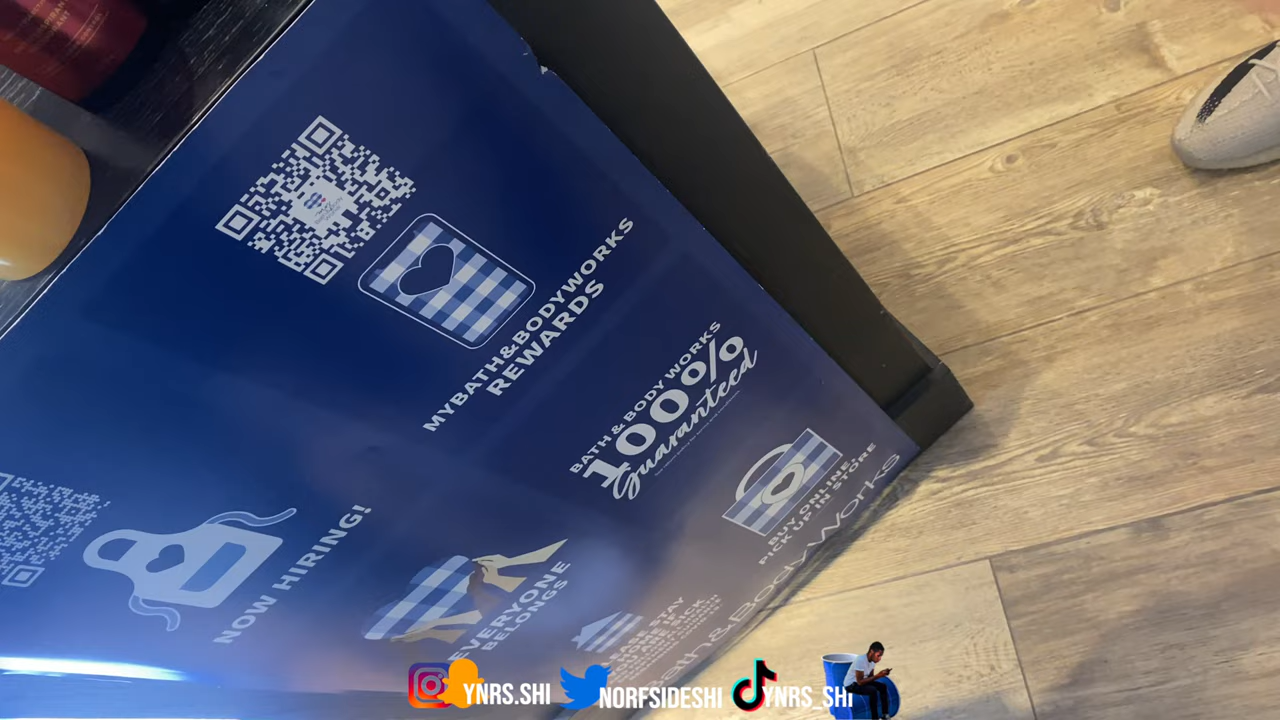 MYBATH&BODYWORKS
REWARDS
BATH & BODY WORKS
100%
Guaranteed
BUY ONLINE,
PICK UP IN STORE
Bath&BodyWorks
NOW HIRING!
EVERYONE
BELONGS
YNRS.SHI
NORFSIDESHI
YNRS_SHI